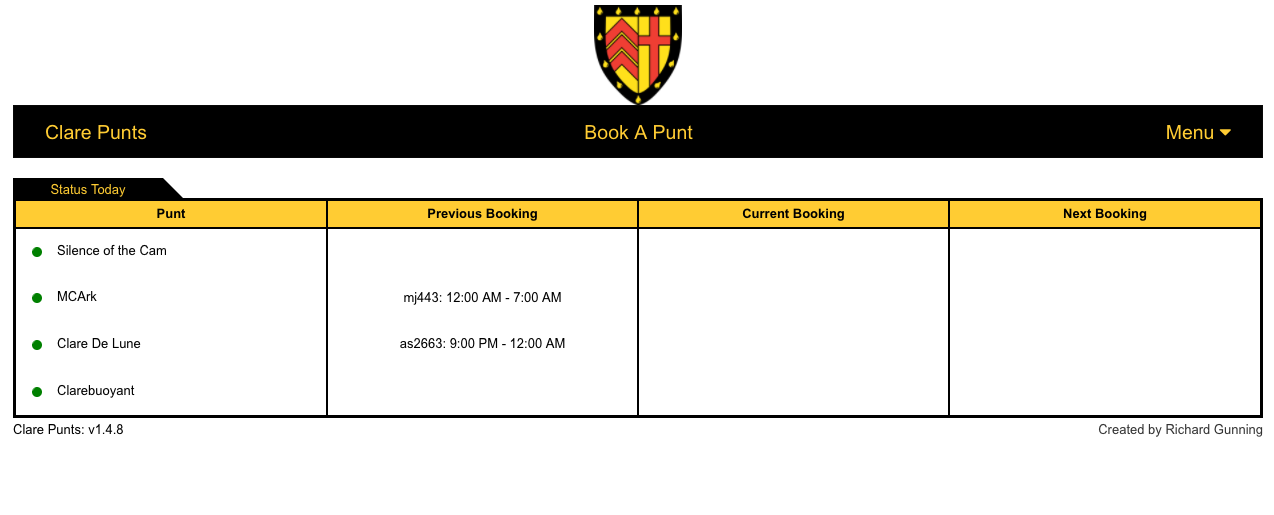 Clare Punts Book A Punt Menu
Status Today
Punt Previous Booking Current Booking Next Booking
Silence of the Cam
MCArk mj443: 12:00 AM - 7:00 AM
Clare De Lune as2663: 9:00 PM - 12:00 AM
Clarebuoyant
Clare Punts: v1.4.8 Created by Richard Gunning